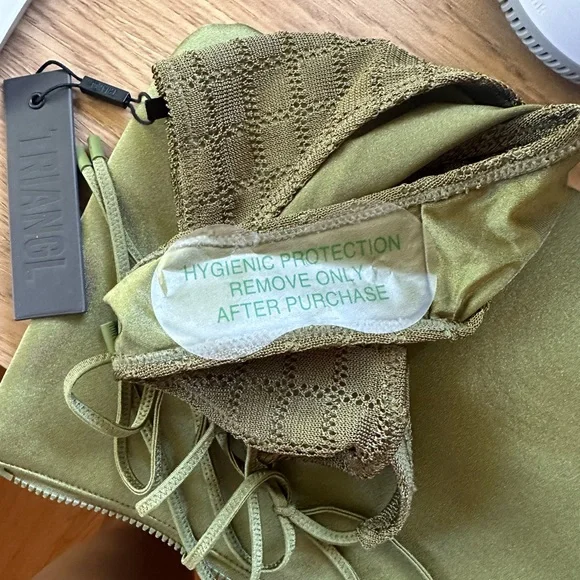 TRIANGL
HYGIENIC PROTECTION
REMOVE ONLY
AFTER PURCHASE